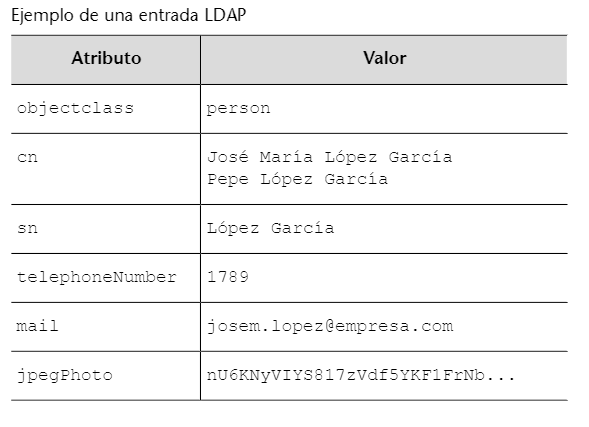 Ejemplo de una entrada LDAP
Atributo Valor
objectclass person
cn José María López García
Pepe López García
sn López García
telephoneNumber 1789
mail josem.lopez@empresa.com
jpegPhoto nU6KNyVIYS817zVdf5YKF1FrNb...